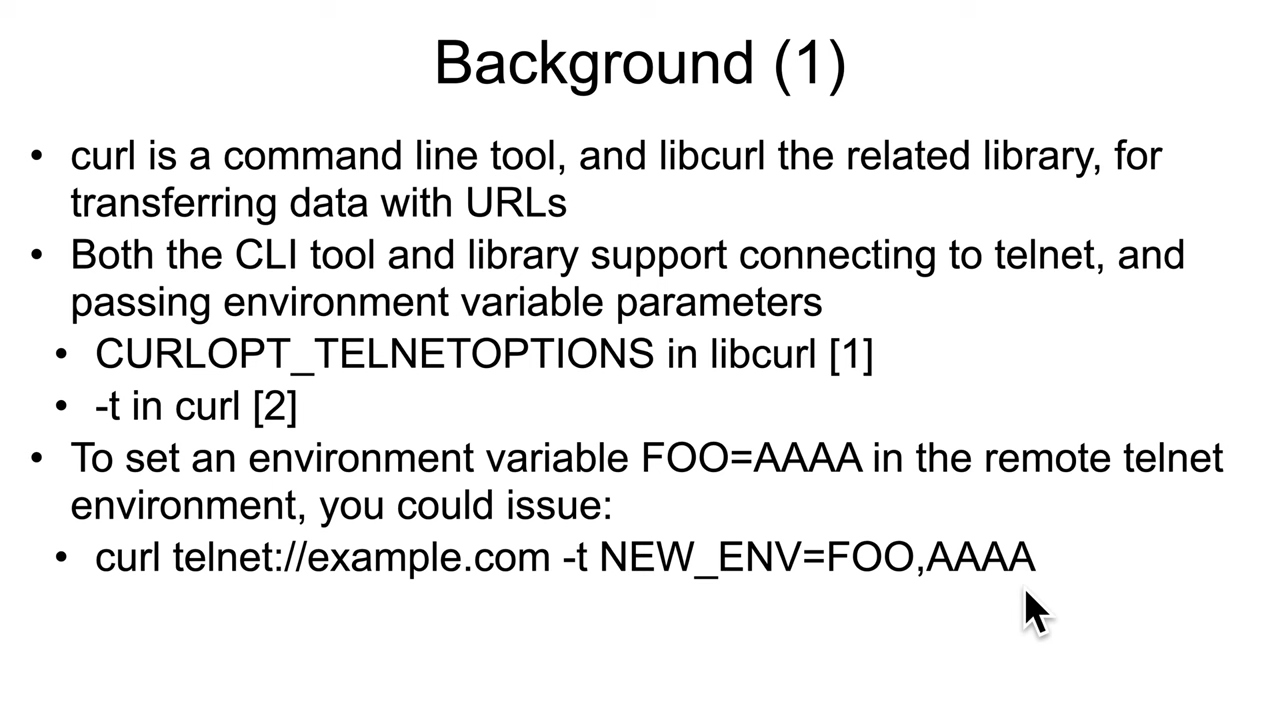 Background (1)
• curl is a command line tool, and libcurl the related library, for
transferring data with URLs
• Both the CLI tool and library support connecting to telnet, and
passing environment variable parameters
• CURLOPT_TELNETOPTIONS in libcurl [1]
• -t in curl [2]
• To set an environment variable FOO=AAAA in the remote telnet
environment, you could issue:
• curl telnet://example.com -t NEW_ENV=FOO,AAAA